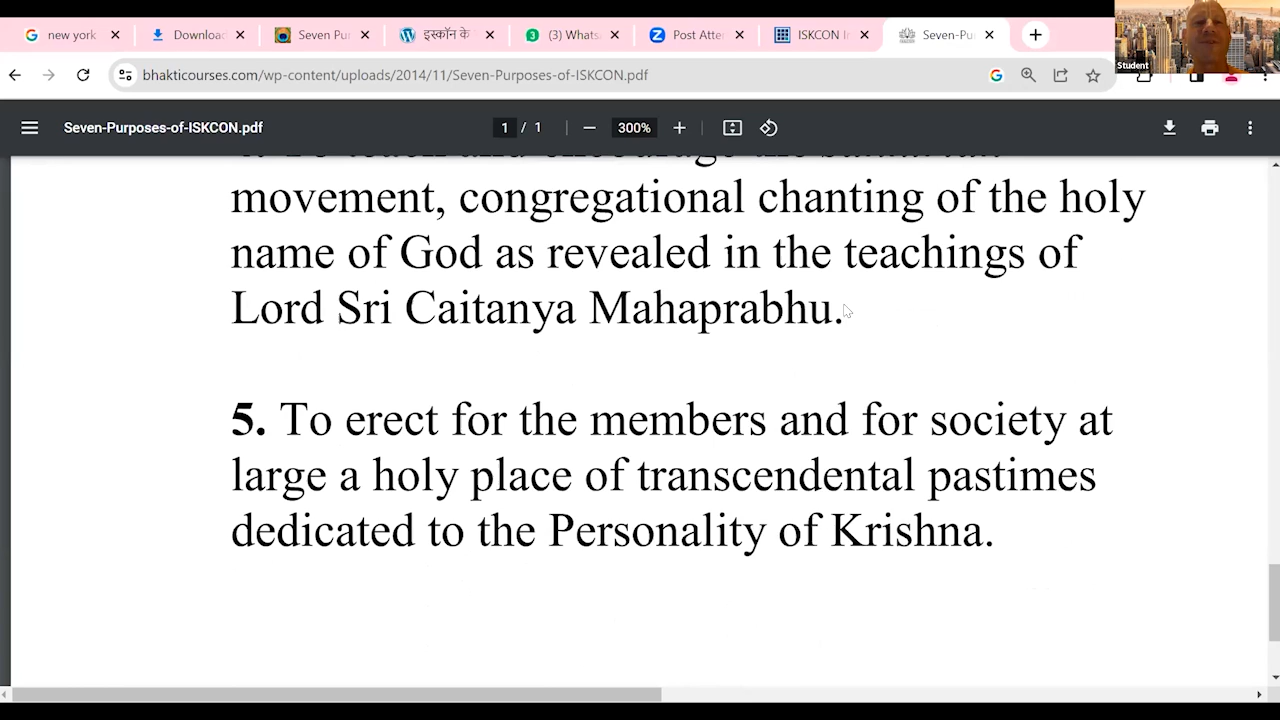 new york
Downloa
Seven Pu
इस्कॉन के
3
(3) Whats
Post Atter
ISKCON I
Seven-Pu
Student
bhakticourses.com/wp-content/uploads/2014/11/Seven-Purposes-of-ISKCON.pdf
Seven-Purposes-of-ISKCON.pdf
1 / 1
300%
movement, congregational chanting of the holy
name of God as revealed in the teachings of
Lord Sri Caitanya Mahaprabhu.
5. To erect for the members and for society at
large a holy place of transcendental pastimes
dedicated to the Personality of Krishna.